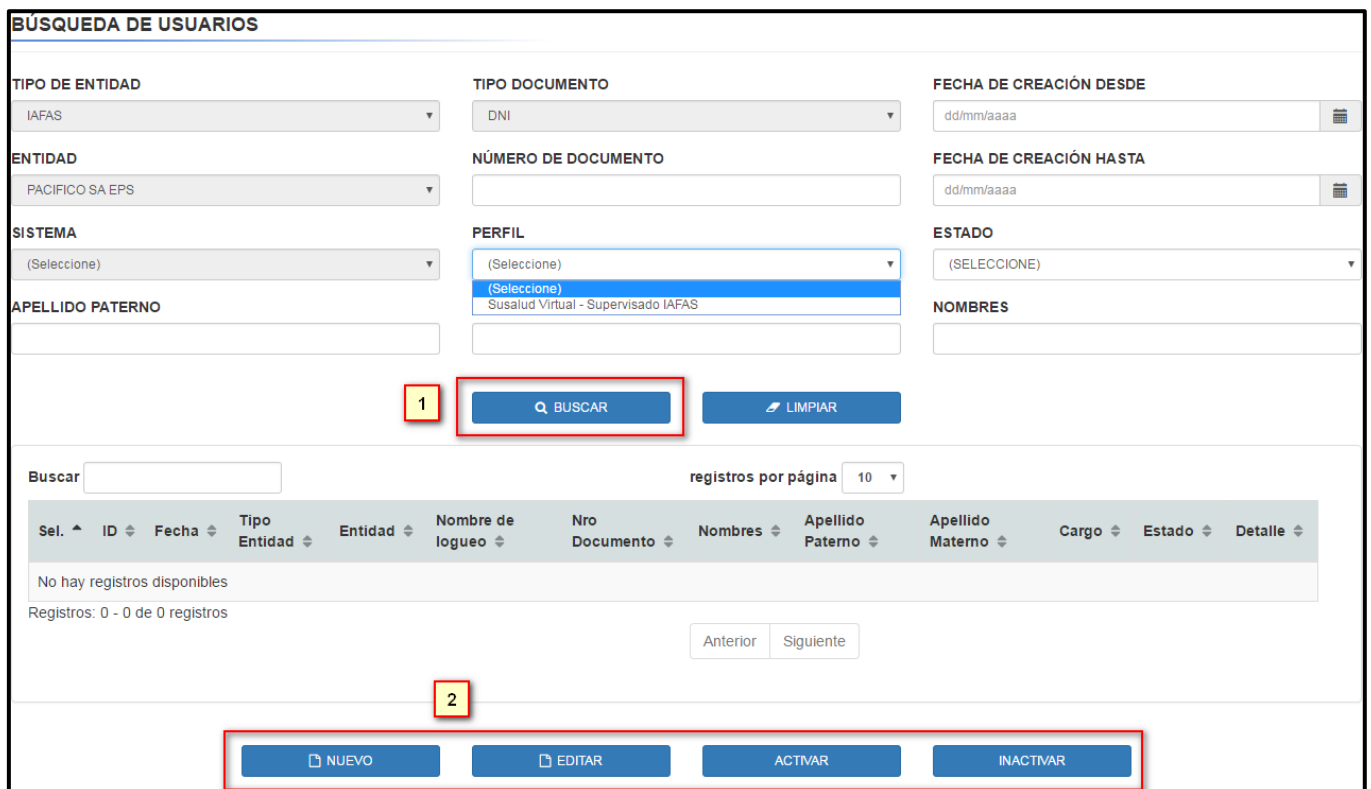 BÚSQUEDA DE USUARIOS
TIPO DE ENTIDAD
TIPO DOCUMENTO
FECHA DE CREACIÓN DESDE
IAFAS
DNI
dd/mm/aaaa
ENTIDAD
NÚMERO DE DOCUMENTO
FECHA DE CREACIÓN HASTA
PACIFICO SA EPS
dd/mm/aaaa
SISTEMA
PERFIL
ESTADO
(Seleccione)
(Seleccione)
(SELECCIONE)
(Seleccione)
Susalud Virtual - Supervisado IAFAS
APELLIDO PATERNO
NOMBRES
1
BUSCAR
LIMPIAR
Buscar
registros por página 10
Sel. ID Fecha Tipo Entidad Entidad Nombre de logueo Nro Documento Nombres Apellido Paterno Apellido Materno Cargo Estado Detalle
No hay registros disponibles
Registros: 0 - 0 de 0 registros
Anterior Siguiente
2
NUEVO
EDITAR
ACTIVAR
INACTIVAR